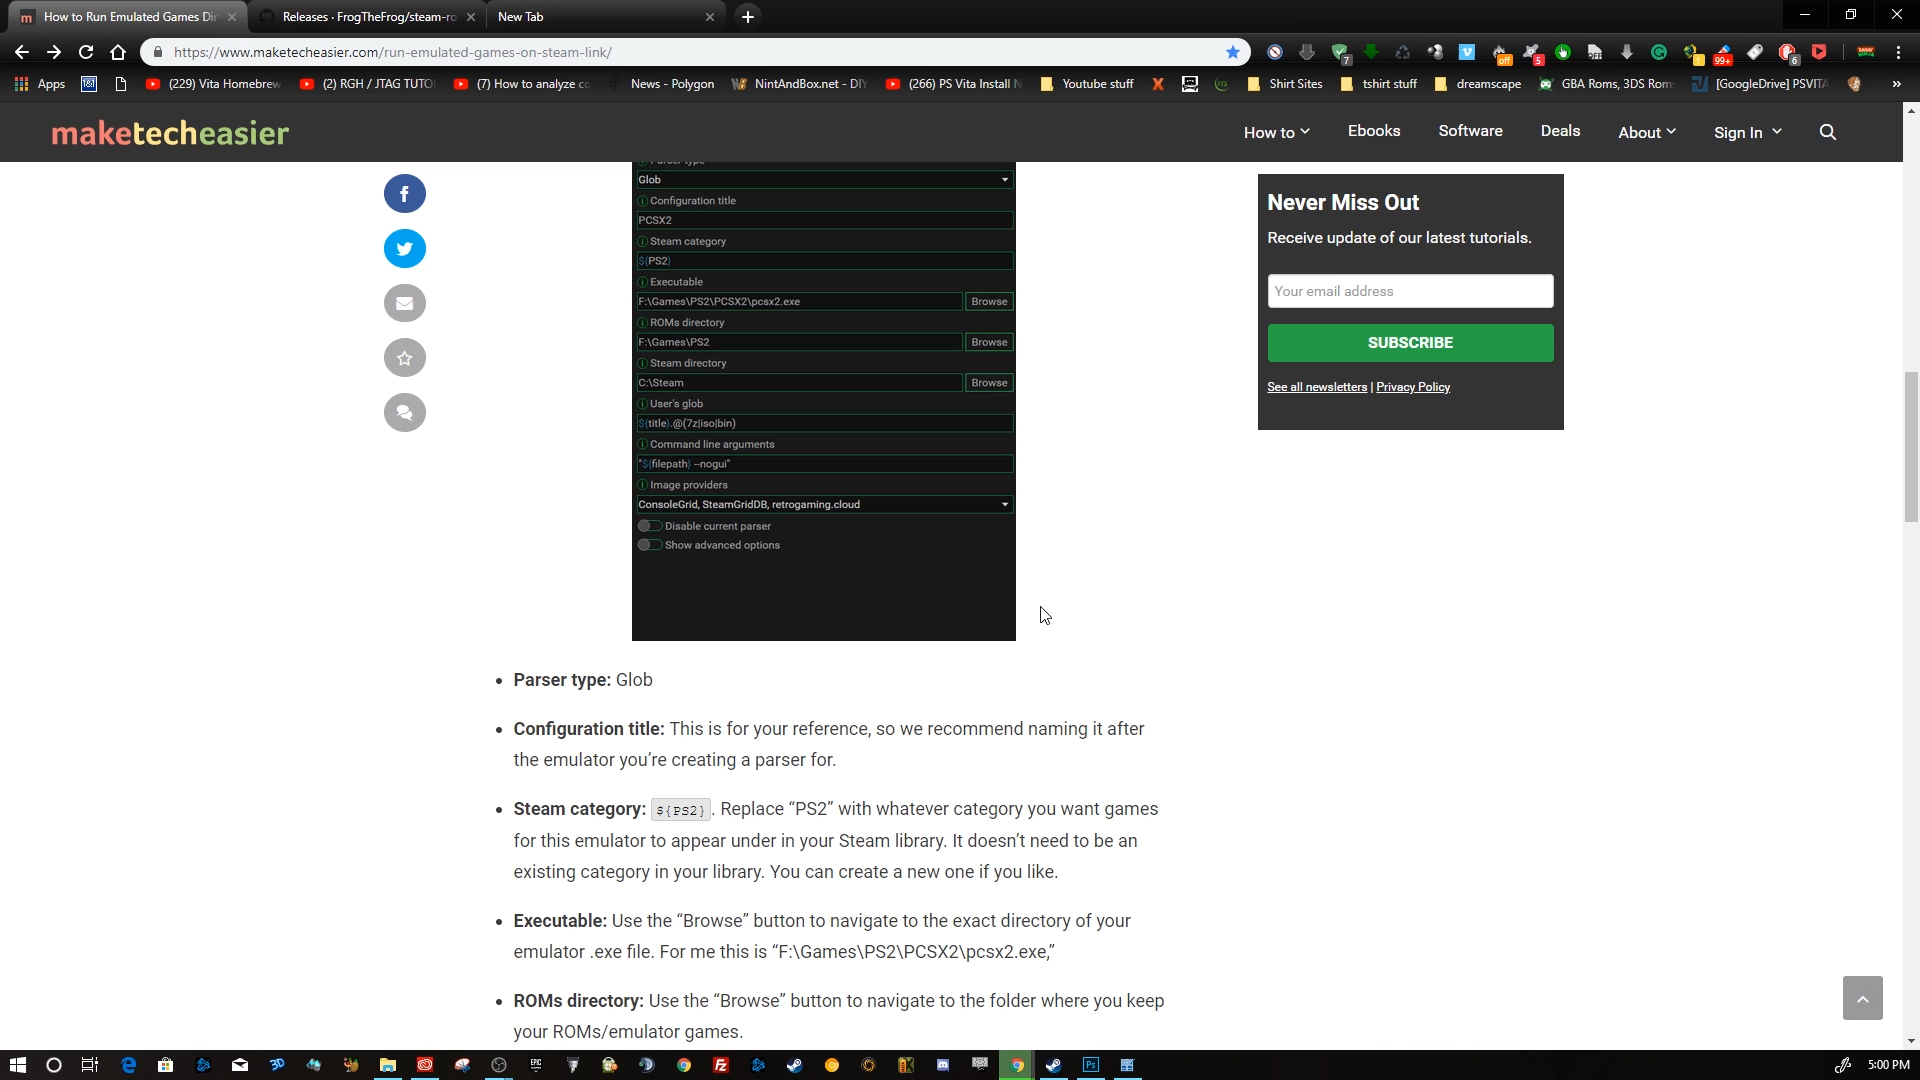 How to Run Emulated Games Dir
Releases · FrogTheFrog/steam-ro
New Tab
https://www.maketecheasier.com/run-emulated-games-on-steam-link/
7
off
5
99+
6
Apps
(229) Vita Homebrew
(2) RGH / JTAG TUTO
(7) How to analyze co
News - Polygon
NintAndBox.net - DIY
(266) PS Vita Install N
Youtube stuff
Shirt Sites
tshirt stuff
dreamscape
GBA Roms, 3DS Rom
[GoogleDrive] PSVITA
»
maketecheasier
How to
Ebooks
Software
Deals
About
Sign In
Glob
Configuration title
PCSX2
Steam category
${PS2}
Executable
F:\Games\PS2\PCSX2\pcsx2.exe
Browse
ROMs directory
F:\Games\PS2
Browse
Steam directory
C:\Steam
Browse
User's glob
${title}.@(7z|iso|bin)
Command line arguments
"${filepath} --nogui"
Image providers
ConsoleGrid, SteamGridDB, retrogaming.cloud
Disable current parser
Show advanced options
Never Miss Out
Receive update of our latest tutorials.
Your email address
SUBSCRIBE
See all newsletters | Privacy Policy
• Parser type: Glob
• Configuration title: This is for your reference, so we recommend naming it after
the emulator you’re creating a parser for.
• Steam category: ${PS2}. Replace “PS2” with whatever category you want games
for this emulator to appear under in your Steam library. It doesn’t need to be an
existing category in your library. You can create a new one if you like.
• Executable: Use the “Browse” button to navigate to the exact directory of your
emulator .exe file. For me this is “F:\Games\PS2\PCSX2\pcsx2.exe,”
• ROMs directory: Use the “Browse” button to navigate to the folder where you keep
your ROMs/emulator games.
5:00 PM